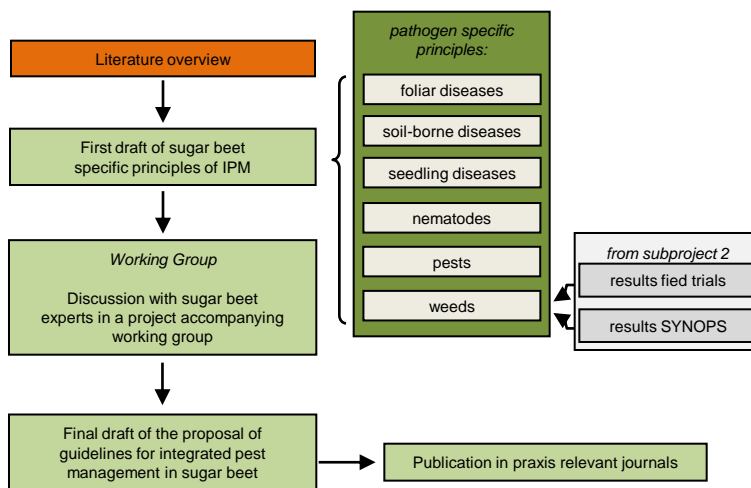 Literature overview
First draft of sugar beet
specific principles of IPM
Working Group
Discussion with sugar beet
experts in a project accompanying
working group
Final draft of the proposal of
guidelines for integrated pest
management in sugar beet
pathogen specific
principles:
foliar diseases
soil-borne diseases
seedling diseases
nematodes
pests
weeds
from subproject 2
results fied trials
results SYNOPS
Publication in praxis relevant journals